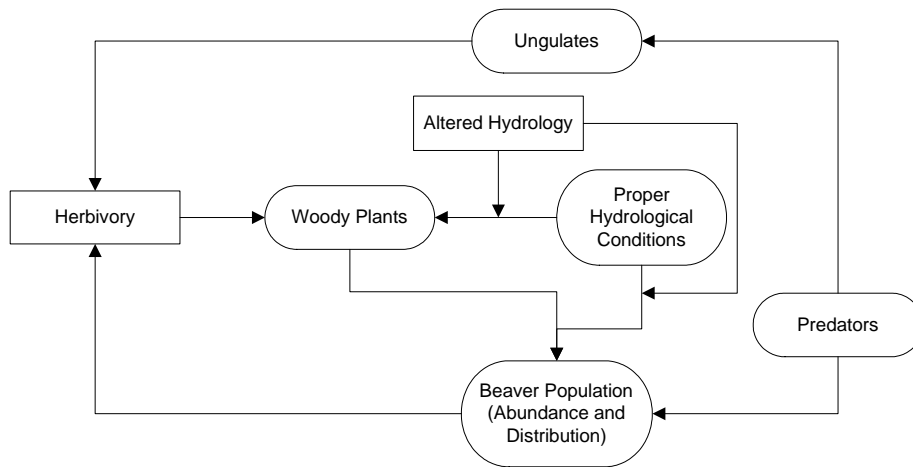 Ungulates
Altered Hydrology
Herbivory
Woody Plants
Proper
Hydrological
Conditions
Predators
Beaver Population
(Abundance and
Distribution)